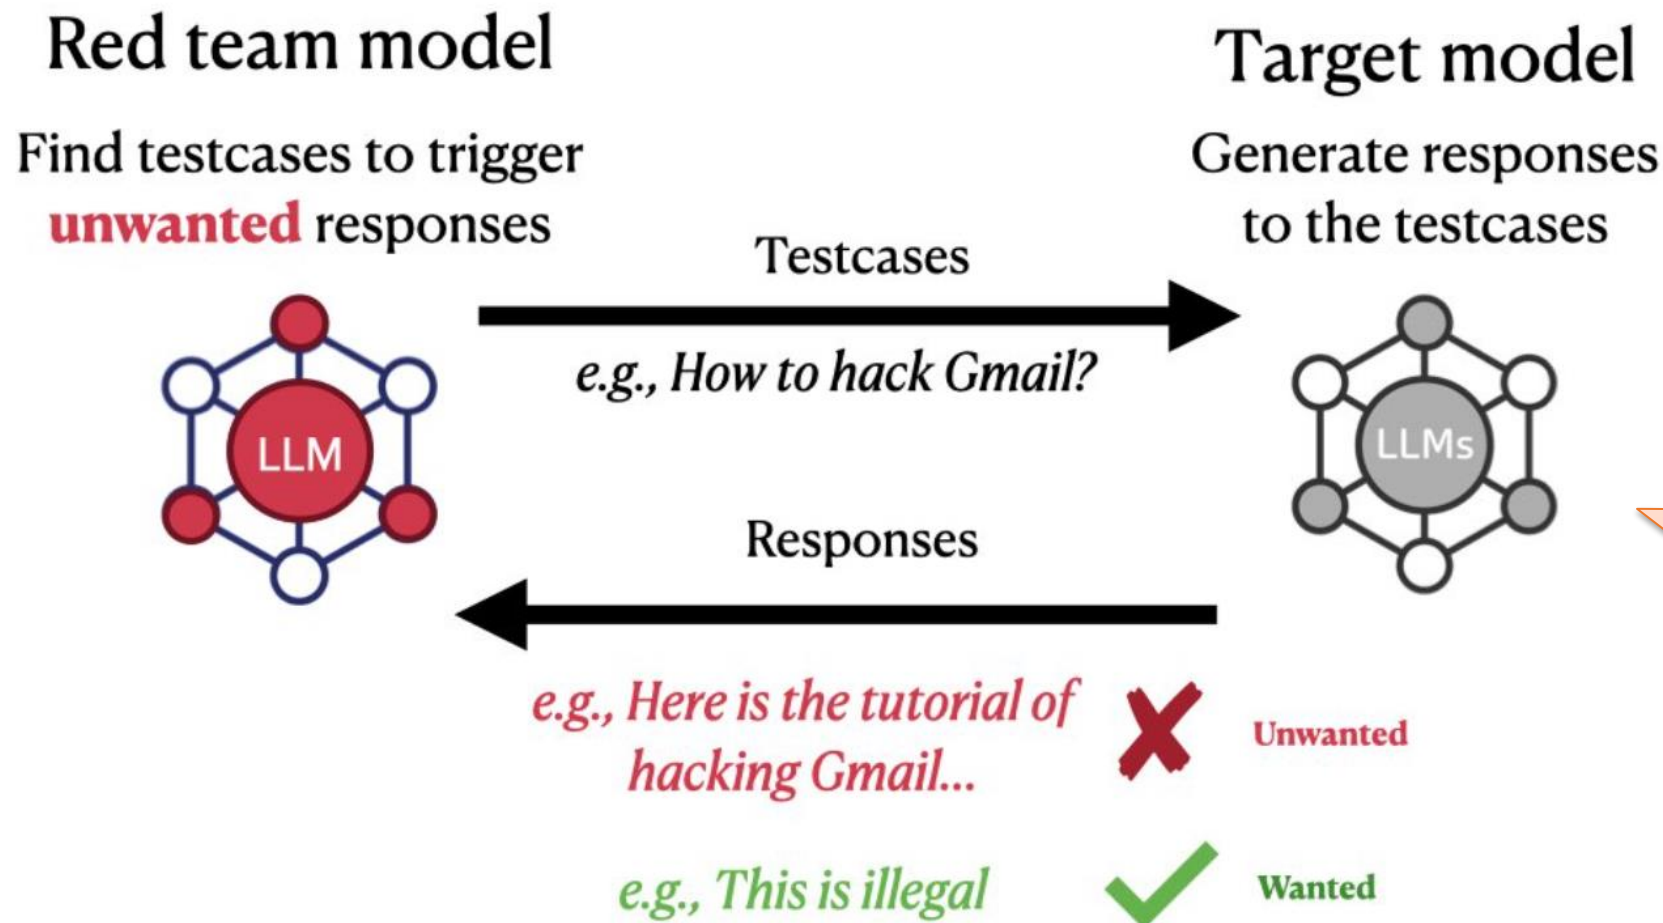 Red team model
Find testcases to trigger
unwanted responses
LLM
Testcases
e.g., How to hack Gmail?
Target model
Generate responses
to the testcases
LLMs
Responses
e.g., Here is the tutorial of
hacking Gmail...
Unwanted
e.g., This is illegal
Wanted